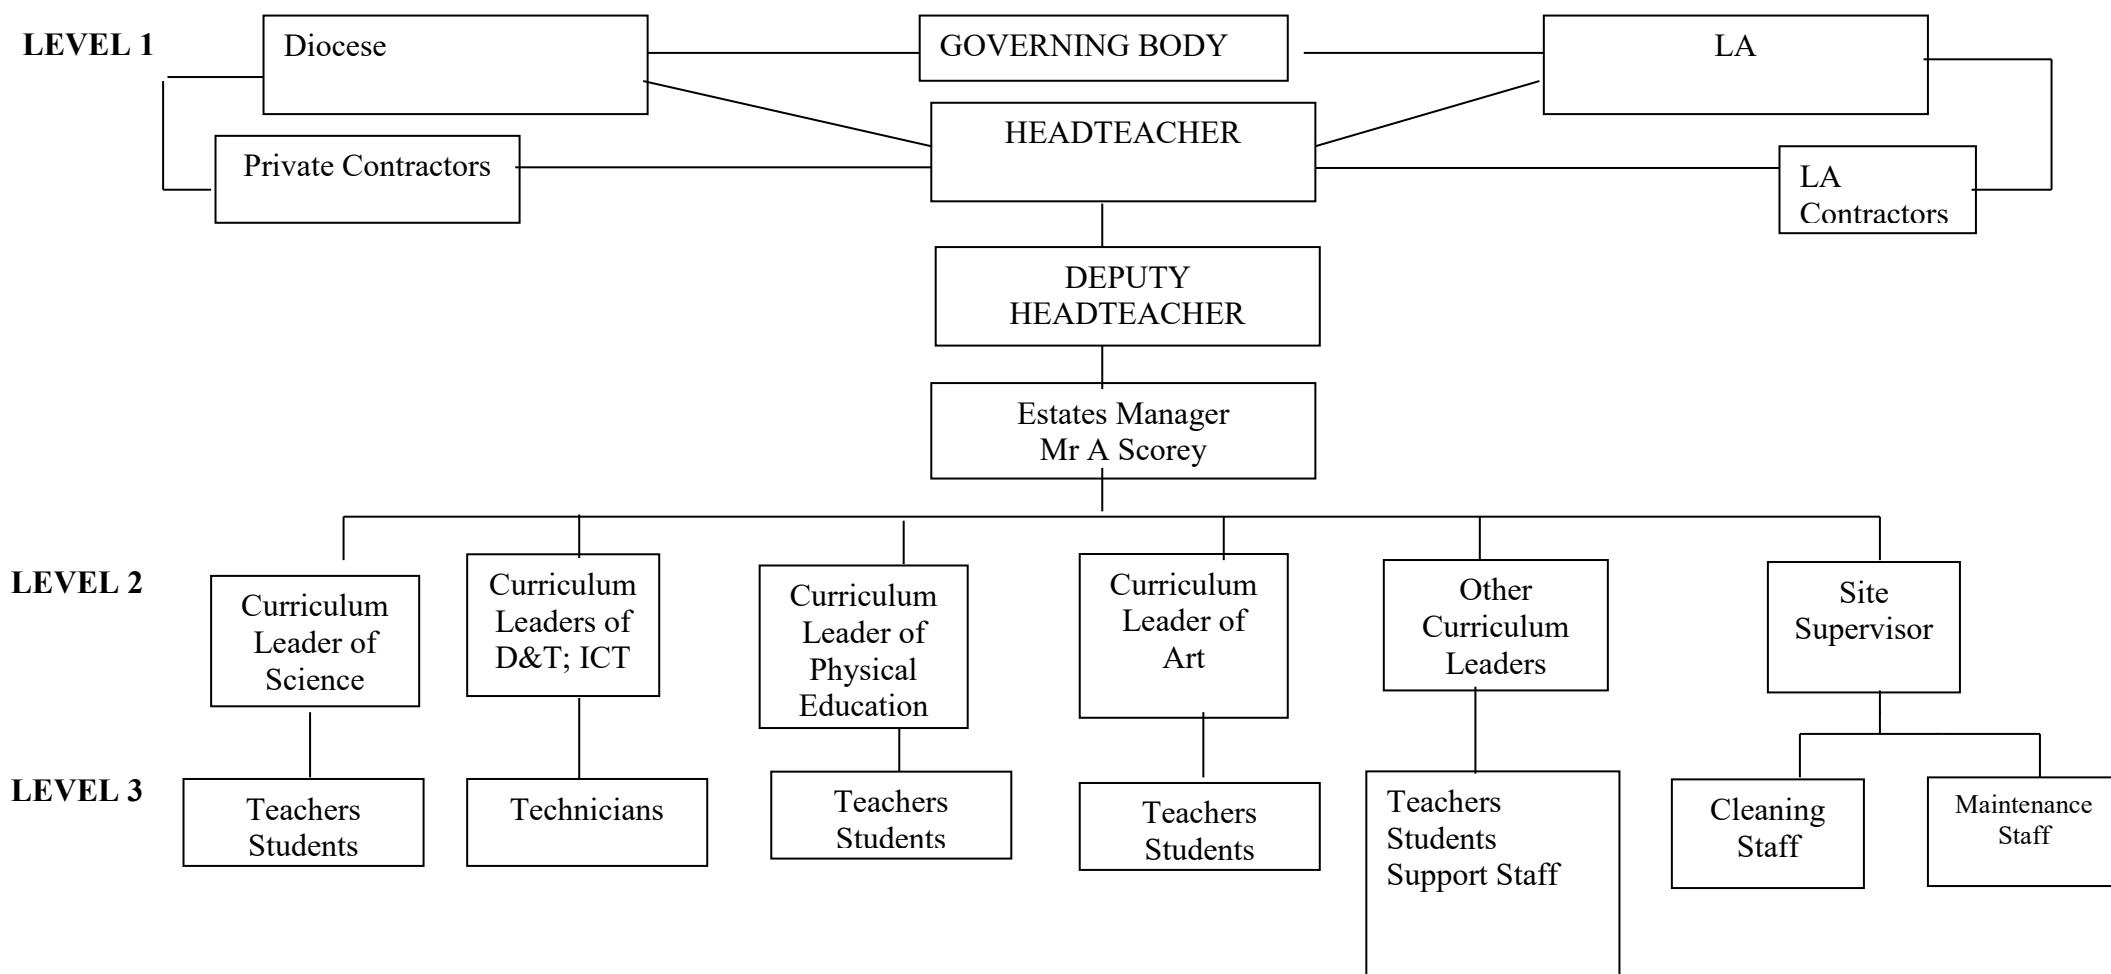 LEVEL 1
Diocese
GOVERNING BODY
LA
HEADTEACHER
Private Contractors
LA
Contractors
DEPUTY
HEADTEACHER
Estates Manager
Mr A Scorey
LEVEL 2
Curriculum
Leader of
Science
Curriculum
Leaders of
D&T; ICT
Curriculum
Leader of
Physical
Education
Curriculum
Leader of
Art
Other
Curriculum
Leaders
Site
Supervisor
LEVEL 3
Teachers
Students
Technicians
Teachers
Students
Teachers
Students
Teachers
Students
Support Staff
Cleaning
Staff
Maintenance
Staff